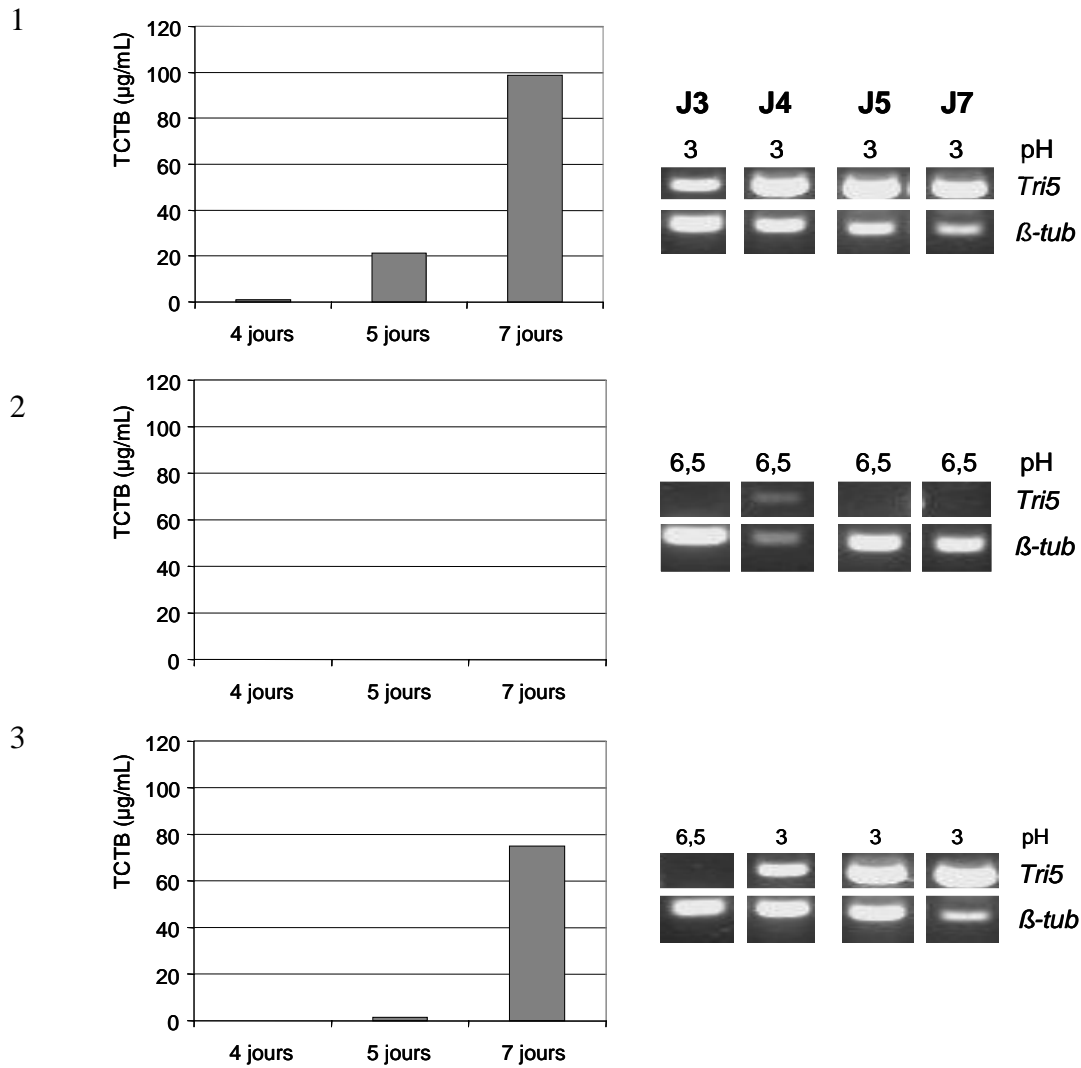 1
TCTB (µg/mL)
120
100
80
60
40
20
0
4 jours 5 jours 7 jours
J3 J4 J5 J7
3 3 3 3 pH
Tri5
ß-tub
2
TCTB (µg/mL)
120
100
80
60
40
20
0
4 jours 5 jours 7 jours
6,5 6,5 6,5 6,5 pH
Tri5
ß-tub
3
TCTB (µg/mL)
120
100
80
60
40
20
0
4 jours 5 jours 7 jours
6,5 3 3 3 pH
Tri5
ß-tub